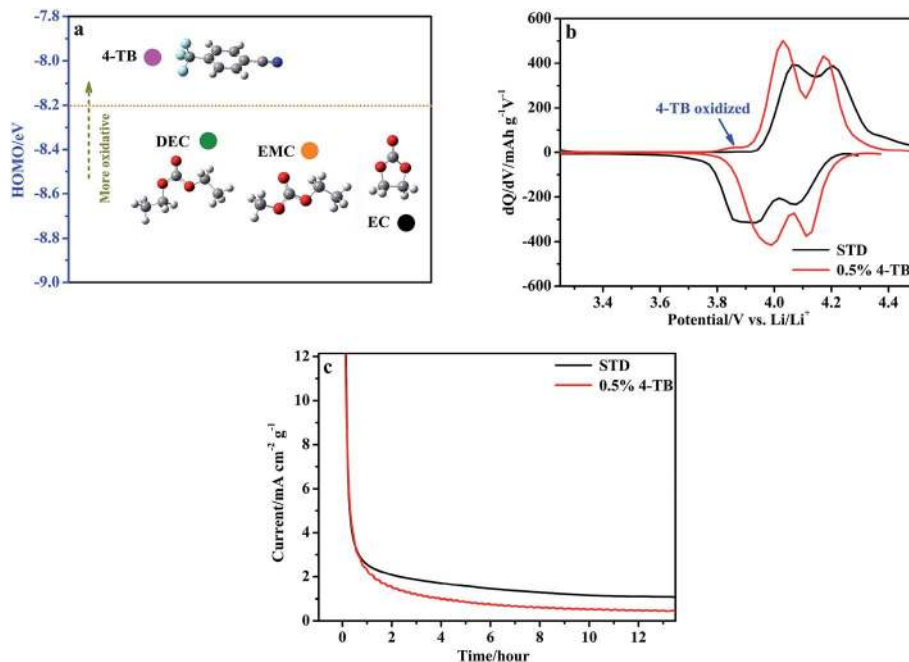 a
-7.8
-8.0
-8.2
-8.4
-8.6
-8.8
-9.0
HOMO/eV
More oxidative
4-TB
DEC
EMC
EC
b
600
400
200
0
-200
-400
-600
dQ/dV/mAh g⁻¹V⁻¹
4-TB oxidized
STD
0.5% 4-TB
3.4 3.6 3.8 4.0 4.2 4.4
Potential/V vs. Li/Li⁺
c
12
10
8
6
4
2
0
Current/mA cm⁻² g⁻¹
STD
0.5% 4-TB
0 2 4 6 8 10 12
Time/hour